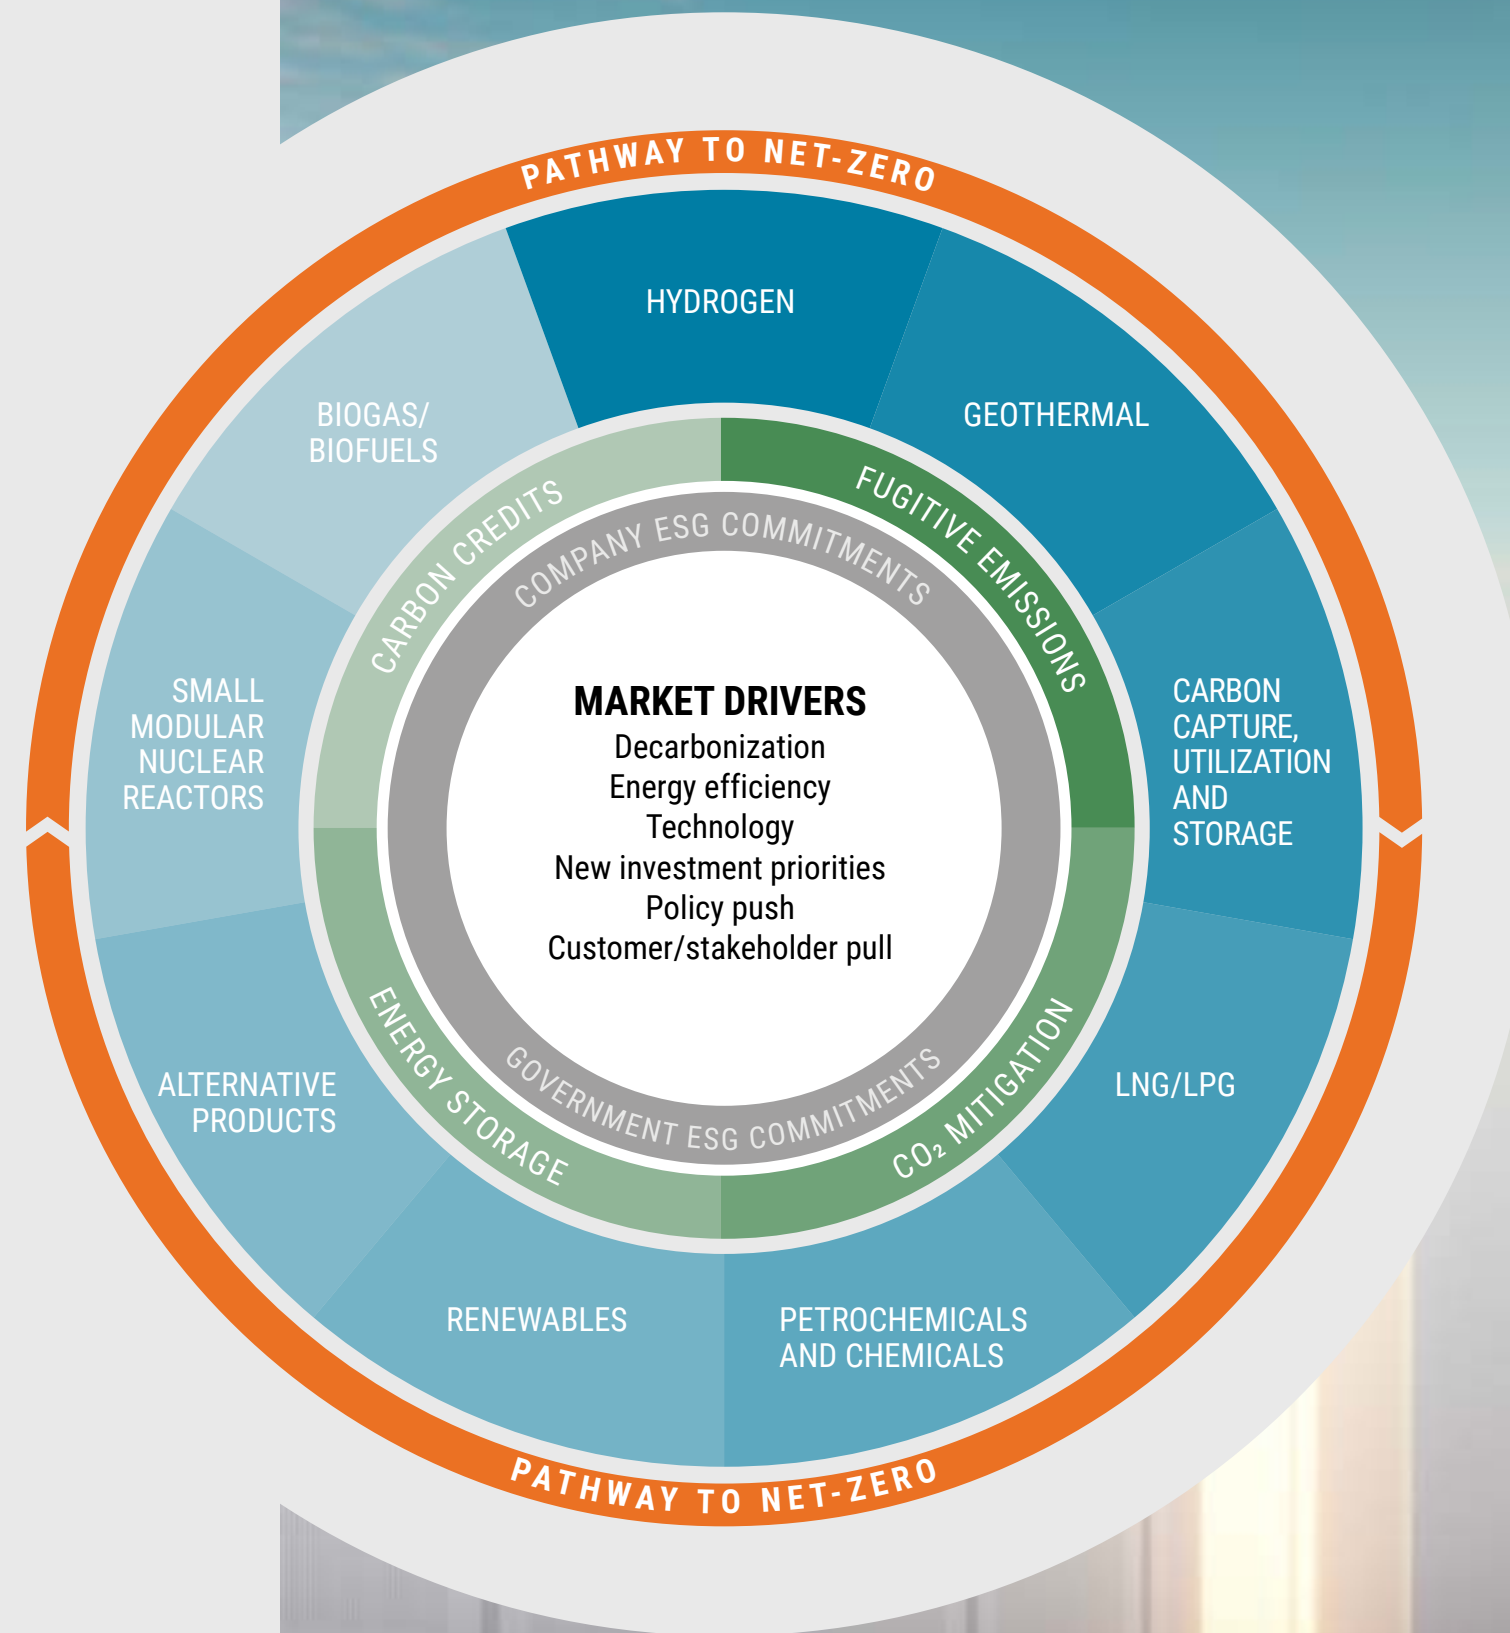 PATHWAY TO NET-ZERO
HYDROGEN
GEOTHERMAL
CARBON
CAPTURE,
UTILIZATION
AND
STORAGE
LNG/LPG
PETROCHEMICALS
AND CHEMICALS
RENEWABLES
ALTERNATIVE
PRODUCTS
SMALL
MODULAR
NUCLEAR
REACTORS
BIOGAS/
BIOFUELS
CARBON CREDITS
FUGITIVE EMISSIONS
CO₂ MITIGATION
ENERGY STORAGE
COMPANY ESG COMMITMENTS
MARKET DRIVERS
Decarbonization
Energy efficiency
Technology
New investment priorities
Policy push
Customer/stakeholder pull
GOVERNMENT ESG COMMITMENTS
PATHWAY TO NET-ZERO